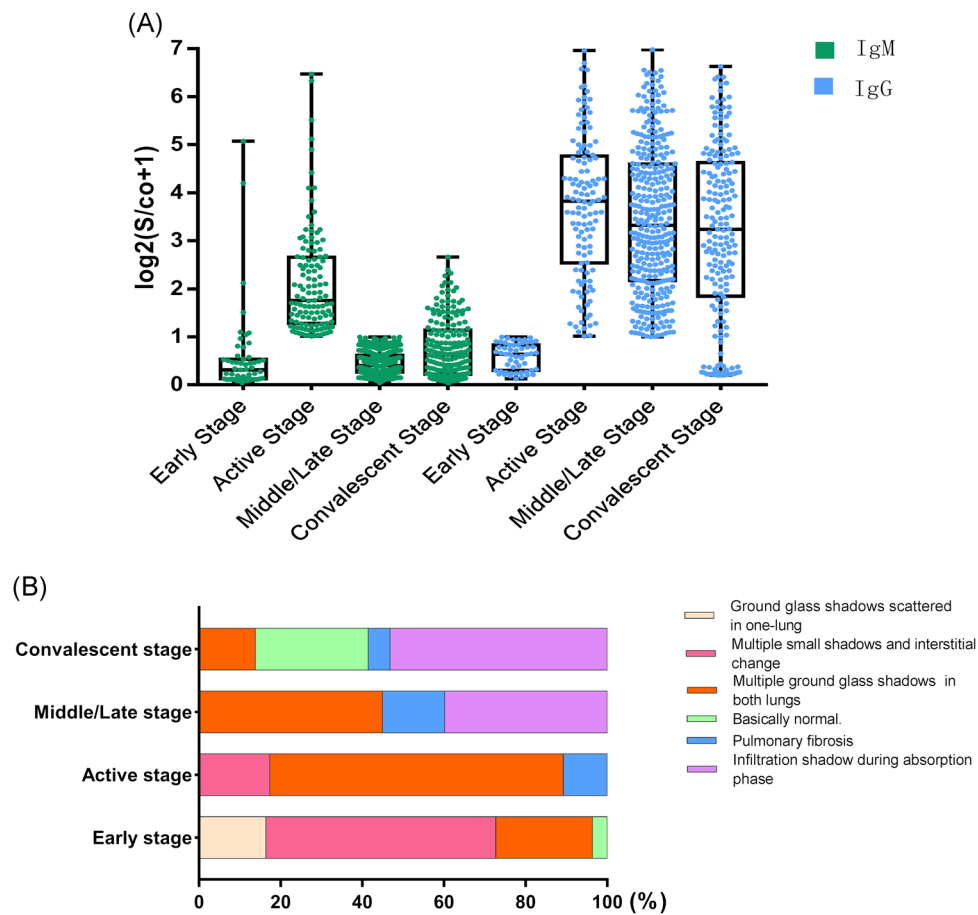 (A)
IgM
IgG
log2(S/co+1)
7
6
5
4
3
2
1
0
Early Stage
Active Stage
Middle/Late Stage
Convalescent Stage
Early Stage
Active Stage
Middle/Late Stage
Convalescent Stage
(B)
Convalescent stage
Middle/Late stage
Active stage
Early stage
0 20 40 60 80 100 (%)
Ground glass shadows scattered
in one-lung
Multiple small shadows and interstitial
change
Multiple ground glass shadows in
both lungs
Basically normal.
Pulmonary fibrosis
Infiltration shadow during absorption
phase